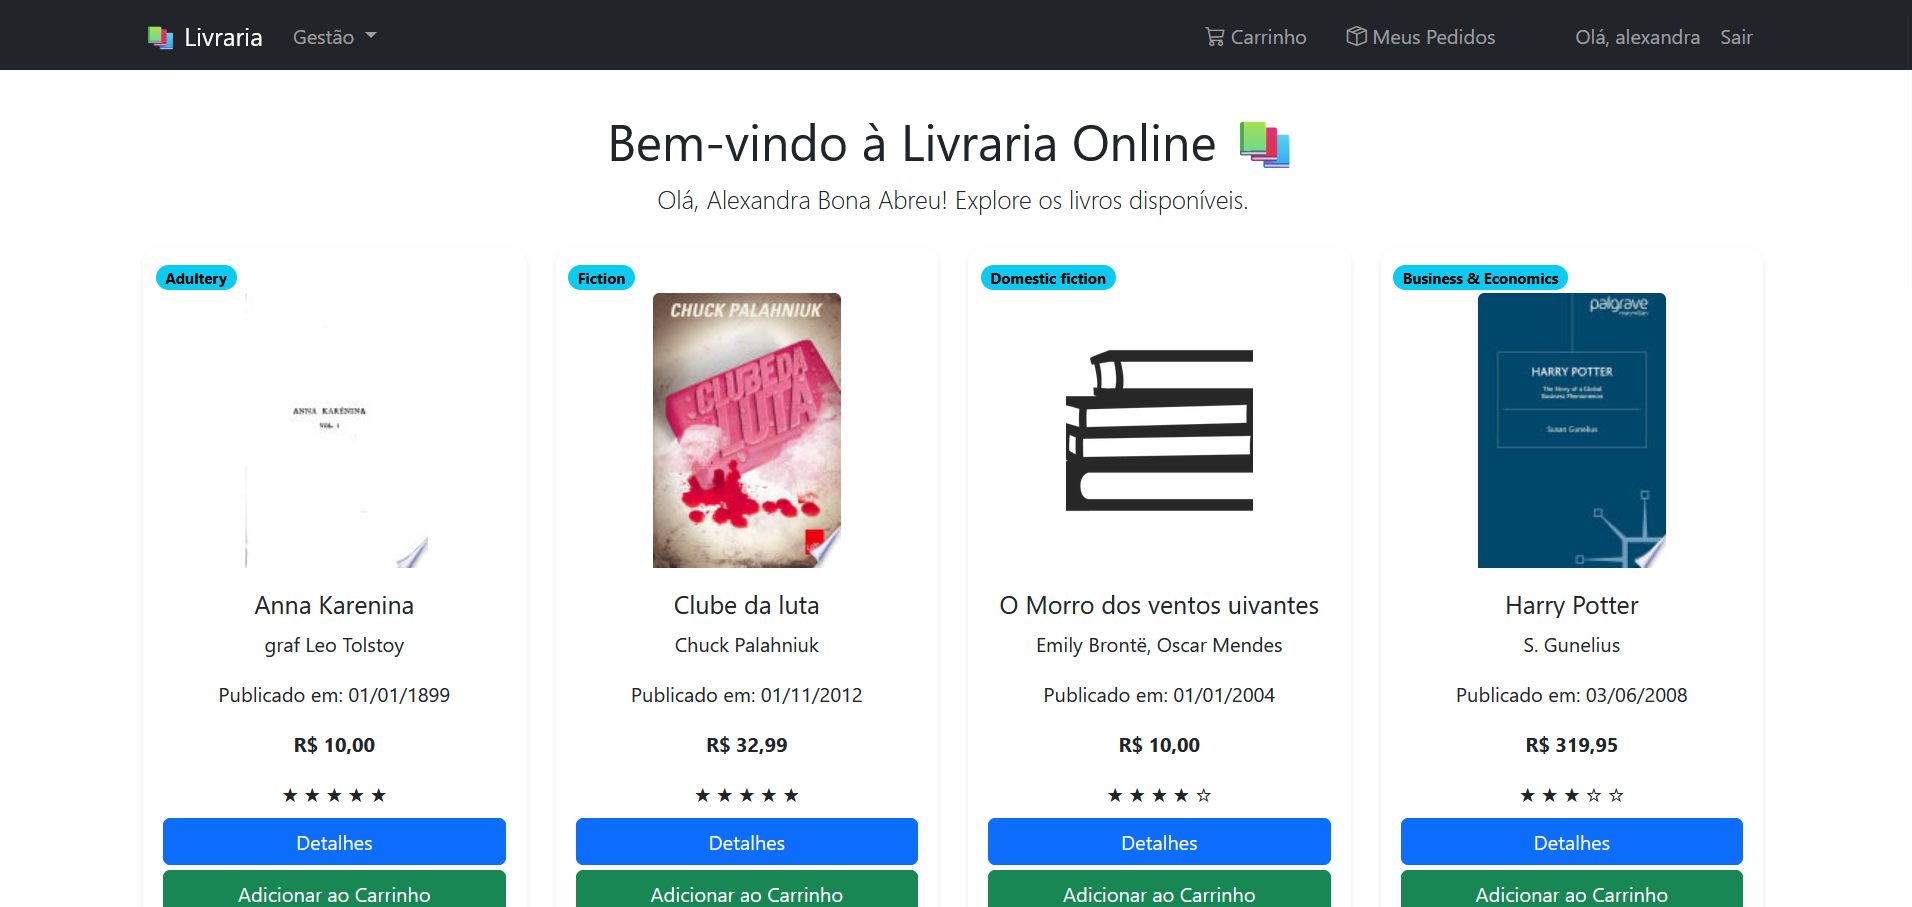 Livraria
Gestão
Carrinho
Meus Pedidos
Olá, alexandra
Sair
Bem-vindo à Livraria Online
Olá, Alexandra Bona Abreu! Explore os livros disponíveis.
Adultery
ANNA KARÉNINA
VOL. I
Anna Karenina
graf Leo Tolstoy
Publicado em: 01/01/1899
R$ 10,00
★ ★ ★ ★ ★
Detalhes
Adicionar ao Carrinho
Fiction
CHUCK PALAHNIUK
CLUBE DA
LUTA
Clube da luta
Chuck Palahniuk
Publicado em: 01/11/2012
R$ 32,99
★ ★ ★ ★ ★
Detalhes
Adicionar ao Carrinho
Domestic fiction
O Morro dos ventos uivantes
Emily Brontë, Oscar Mendes
Publicado em: 01/01/2004
R$ 10,00
★ ★ ★ ★ ☆
Detalhes
Adicionar ao Carrinho
Business & Economics
palgrave
macmillan
HARRY POTTER
The Story of a Global
Business Phenomenon
Susan Gunelius
Harry Potter
S. Gunelius
Publicado em: 03/06/2008
R$ 319,95
★ ★ ★ ☆ ☆
Detalhes
Adicionar ao Carrinho